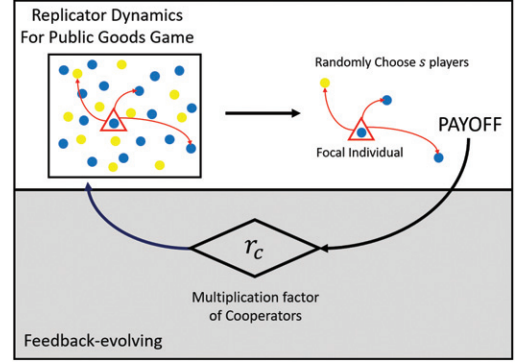 Replicator Dynamics
For Public Goods Game
Randomly Choose s players
Focal Individual
PAYOFF
r_c
Multiplication factor
of Cooperators
Feedback-evolving